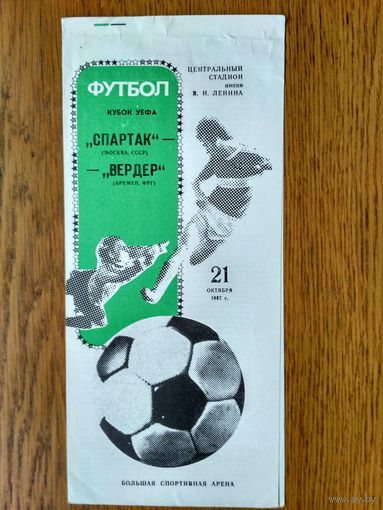 ФУТБОЛ
КУБОК УЕФА
„СПАРТАК“ —
(МОСКВА, СССР)
— „ВЕРДЕР“
(БРЕМЕН, ФРГ)
ЦЕНТРАЛЬНЫЙ
СТАДИОН
имени
В. И. ЛЕНИНА
21
ОКТЯБРЯ
1987 г.
БОЛЬШАЯ СПОРТИВНАЯ АРЕНА